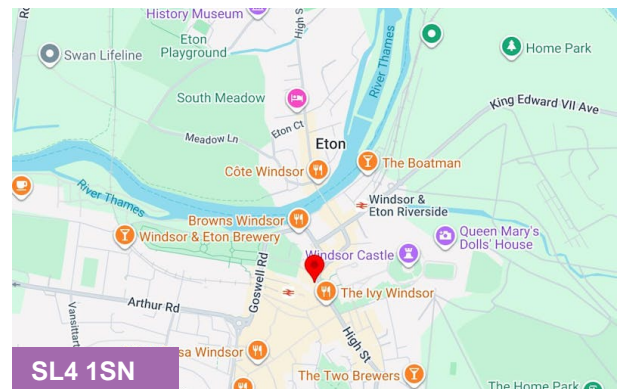 History Museum
High S
Eton
Playground
Swan Lifeline
Home Park
River Thames
South Meadow
King Edward VII Ave
Eton Ct
Meadow Ln
Eton
The Boatman
Côte Windsor
River Thames
Windsor &
Eton Riverside
Browns Windsor
Windsor & Eton Brewery
Queen Mary's
Dolls' House
Windsor Castle
Goswell Rd
The Ivy Windsor
Arthur Rd
Vansittart
High St
sa Windsor
The Two Brewers
The Home Park
SL4 1SN